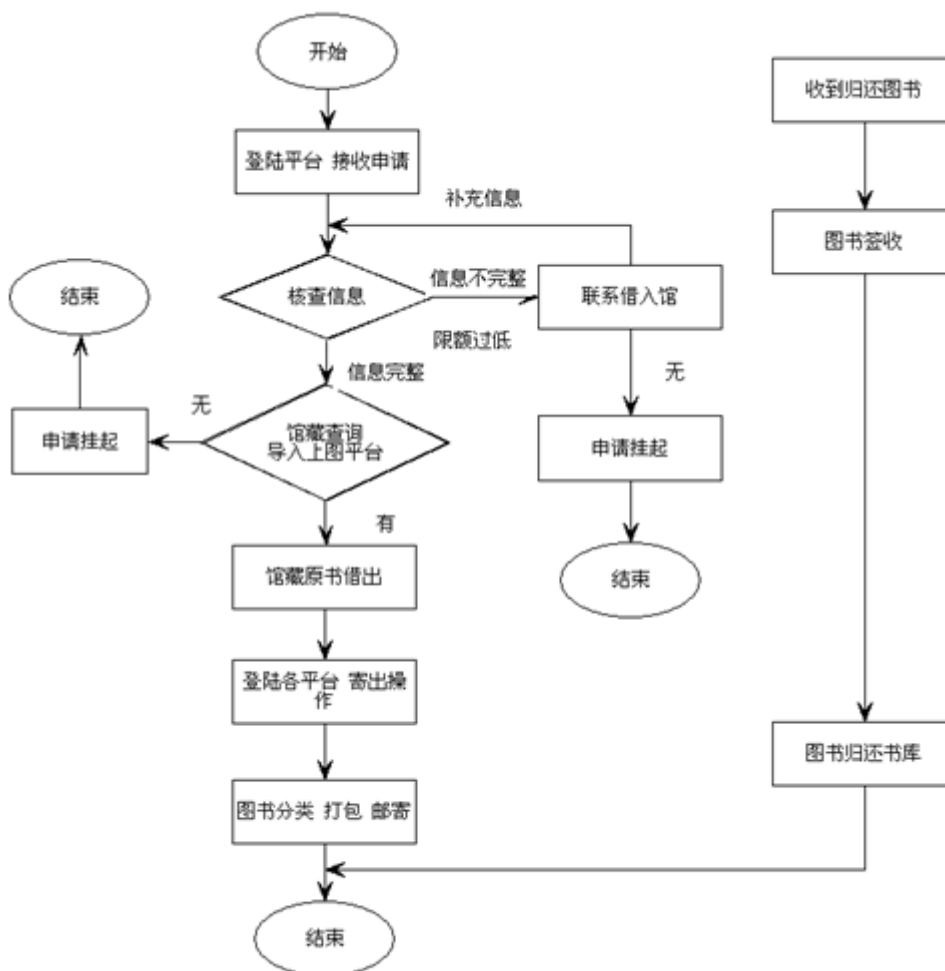 开始
收到归还图书
登陆平台 接收申请
补充信息
图书签收
结束
核查信息
信息不完整
联系借入馆
限额过低
信息完整
无
无
申请挂起
馆藏查询
导入上图平台
申请挂起
有
馆藏原书借出
结束
登陆各平台 寄出操
作
图书归还书库
图书分类 打包 邮寄
结束